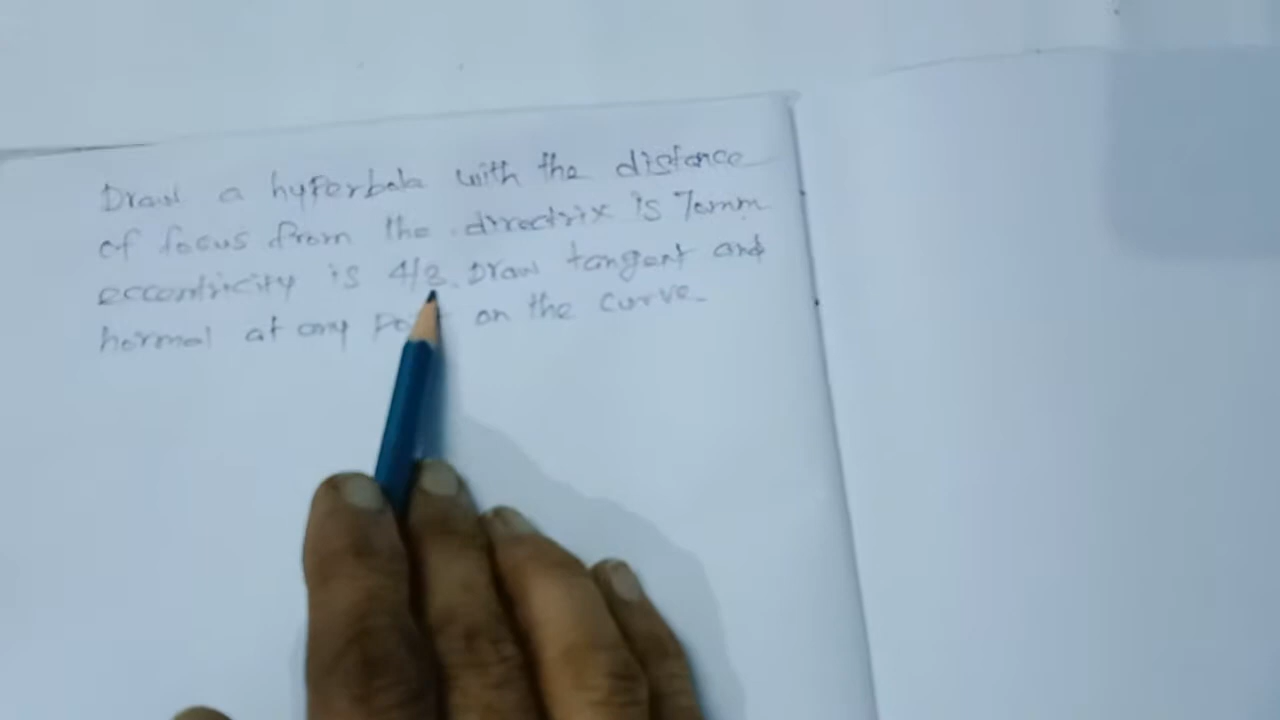 Draw a hyperbola with the distance
of focus from the directrix is 70mm
eccentricity is 4/3. Draw tangent and
normal at any on the curve.